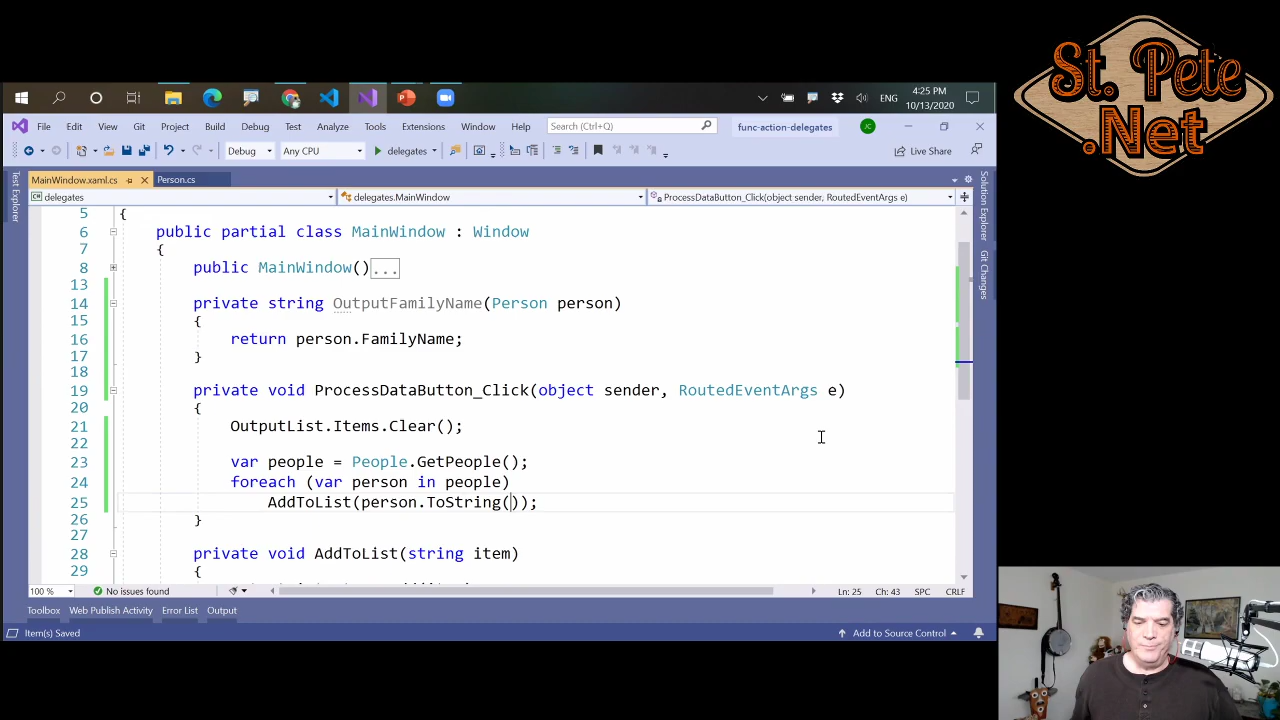 St. Pete
.Net
4:25 PM
ENG
10/13/2020
File Edit View Git Project Build Debug Test Analyze Tools Extensions Window Help Search (Ctrl+Q) func-action-delegates JC
Debug Any CPU delegates Live Share
MainWindow.xaml.cs Person.cs
delegates delegates.MainWindow ProcessDataButton_Click(object sender, RoutedEventArgs e)
Test Explorer
Solution Explorer
Git Changes
5 {
6 public partial class MainWindow : Window
7 {
8 public MainWindow()...
13
14 private string OutputFamilyName(Person person)
15 {
16 return person.FamilyName;
17 }
18
19 private void ProcessDataButton_Click(object sender, RoutedEventArgs e)
20 {
21 OutputList.Items.Clear();
22
23 var people = People.GetPeople();
24 foreach (var person in people)
25 AddToList(person.ToString());
26 }
27
28 private void AddToList(string item)
29 {
100 % No issues found Ln: 25 Ch: 43 SPC CRLF
Toolbox Web Publish Activity Error List Output
Item(s) Saved Add to Source Control